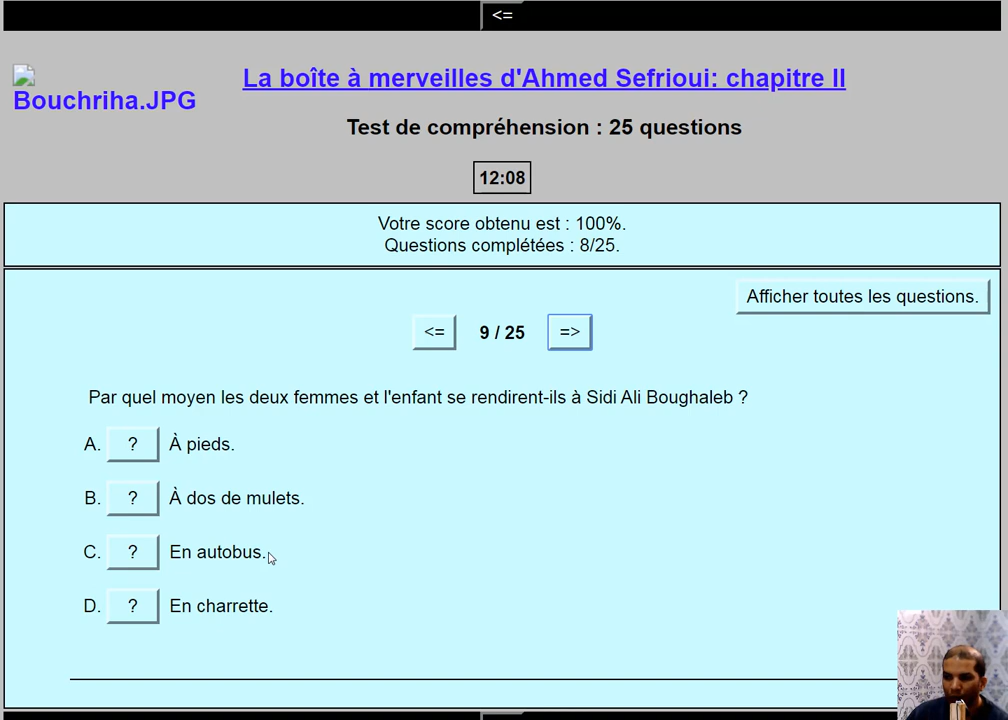 <=
Bouchriha.JPG
La boîte à merveilles d'Ahmed Sefrioui: chapitre II
Test de compréhension : 25 questions
12:08
Votre score obtenu est : 100%.
Questions complétées : 8/25.
Afficher toutes les questions.
<= 9 / 25 =>
Par quel moyen les deux femmes et l'enfant se rendirent-ils à Sidi Ali Boughaleb ?
A. ? À pieds.
B. ? À dos de mulets.
C. ? En autobus.
D. ? En charrette.